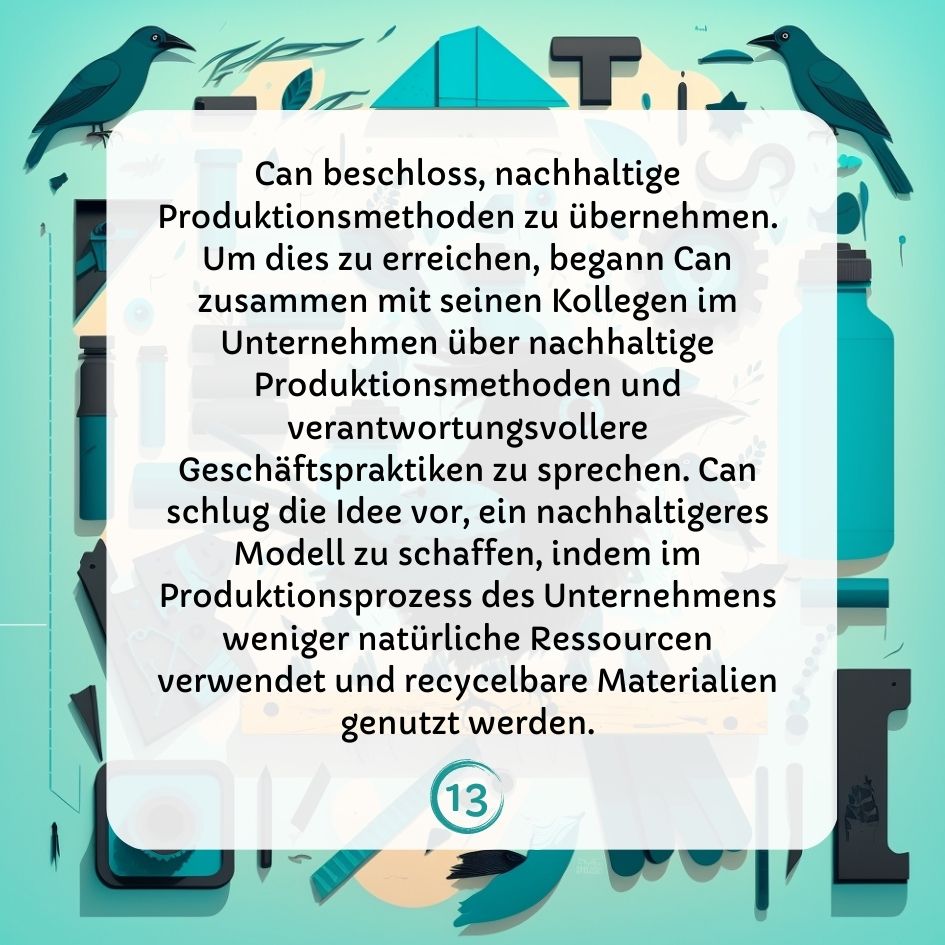 Can beschloss, nachhaltige
Produktionsmethoden zu übernehmen.
Um dies zu erreichen, begann Can
zusammen mit seinen Kollegen im
Unternehmen über nachhaltige
Produktionsmethoden und
verantwortungsvollere
Geschäftspraktiken zu sprechen. Can
schlug die Idee vor, ein nachhaltigeres
Modell zu schaffen, indem im
Produktionsprozess des Unternehmens
weniger natürliche Ressourcen
verwendet und recycelbare Materialien
genutzt werden.
13